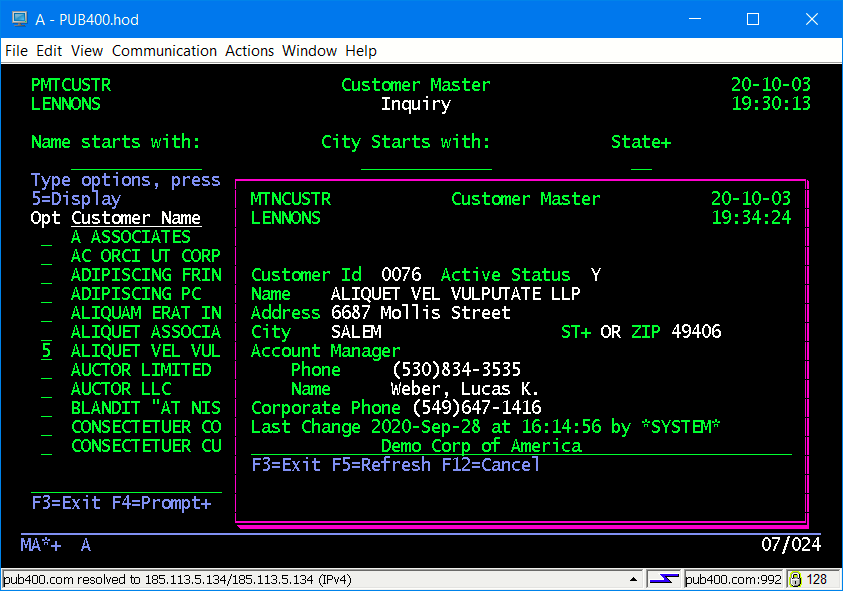 A - PUB400.hod
File Edit View Communication Actions Window Help
PMTCUSTR Customer Master 20-10-03
LENNONS Inquiry 19:30:13
Name starts with: City Starts with: State+
Type options, press
5=Display
Opt Customer Name
A ASSOCIATES
AC ORCI UT CORP
ADIPISCING FRIN
ADIPISCING PC
ALIQUAM ERAT IN
ALIQUET ASSOCIA
5 ALIQUET VEL VUL
AUCTOR LIMITED
AUCTOR LLC
BLANDIT "AT NIS
CONSECTETUER CO
CONSECTETUER CU
F3=Exit F4=Prompt+
MTNCUSTR Customer Master 20-10-03
LENNONS 19:34:24
Customer Id 0076 Active Status Y
Name ALIQUET VEL VULPUTATE LLP
Address 6687 Mollis Street
City SALEM ST+ OR ZIP 49406
Account Manager
Phone (530)834-3535
Name Weber, Lucas K.
Corporate Phone (549)647-1416
Last Change 2020-Sep-28 at 16:14:56 by *SYSTEM*
Demo Corp of America
F3=Exit F5=Refresh F12=Cancel
MA*+ A 07/024
pub400.com resolved to 185.113.5.134/185.113.5.134 (IPv4) pub400.com:992 128